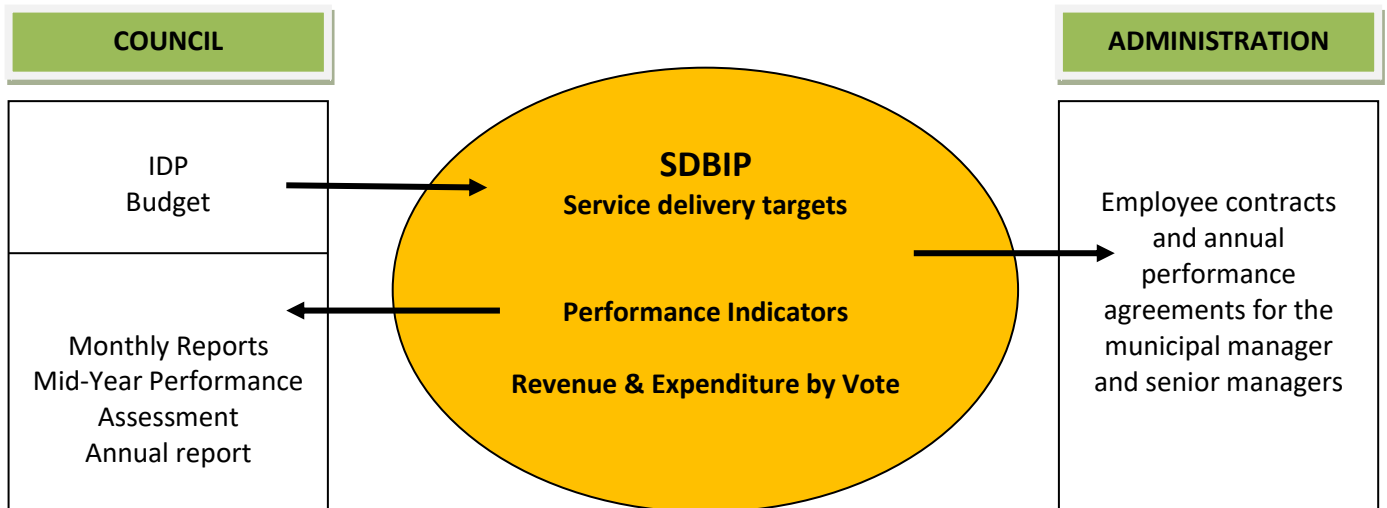 COUNCIL
IDP
Budget
Monthly Reports
Mid-Year Performance
Assessment
Annual report
SDBIP
Service delivery targets
Performance Indicators
Revenue & Expenditure by Vote
ADMINISTRATION
Employee contracts
and annual
performance
agreements for the
municipal manager
and senior managers